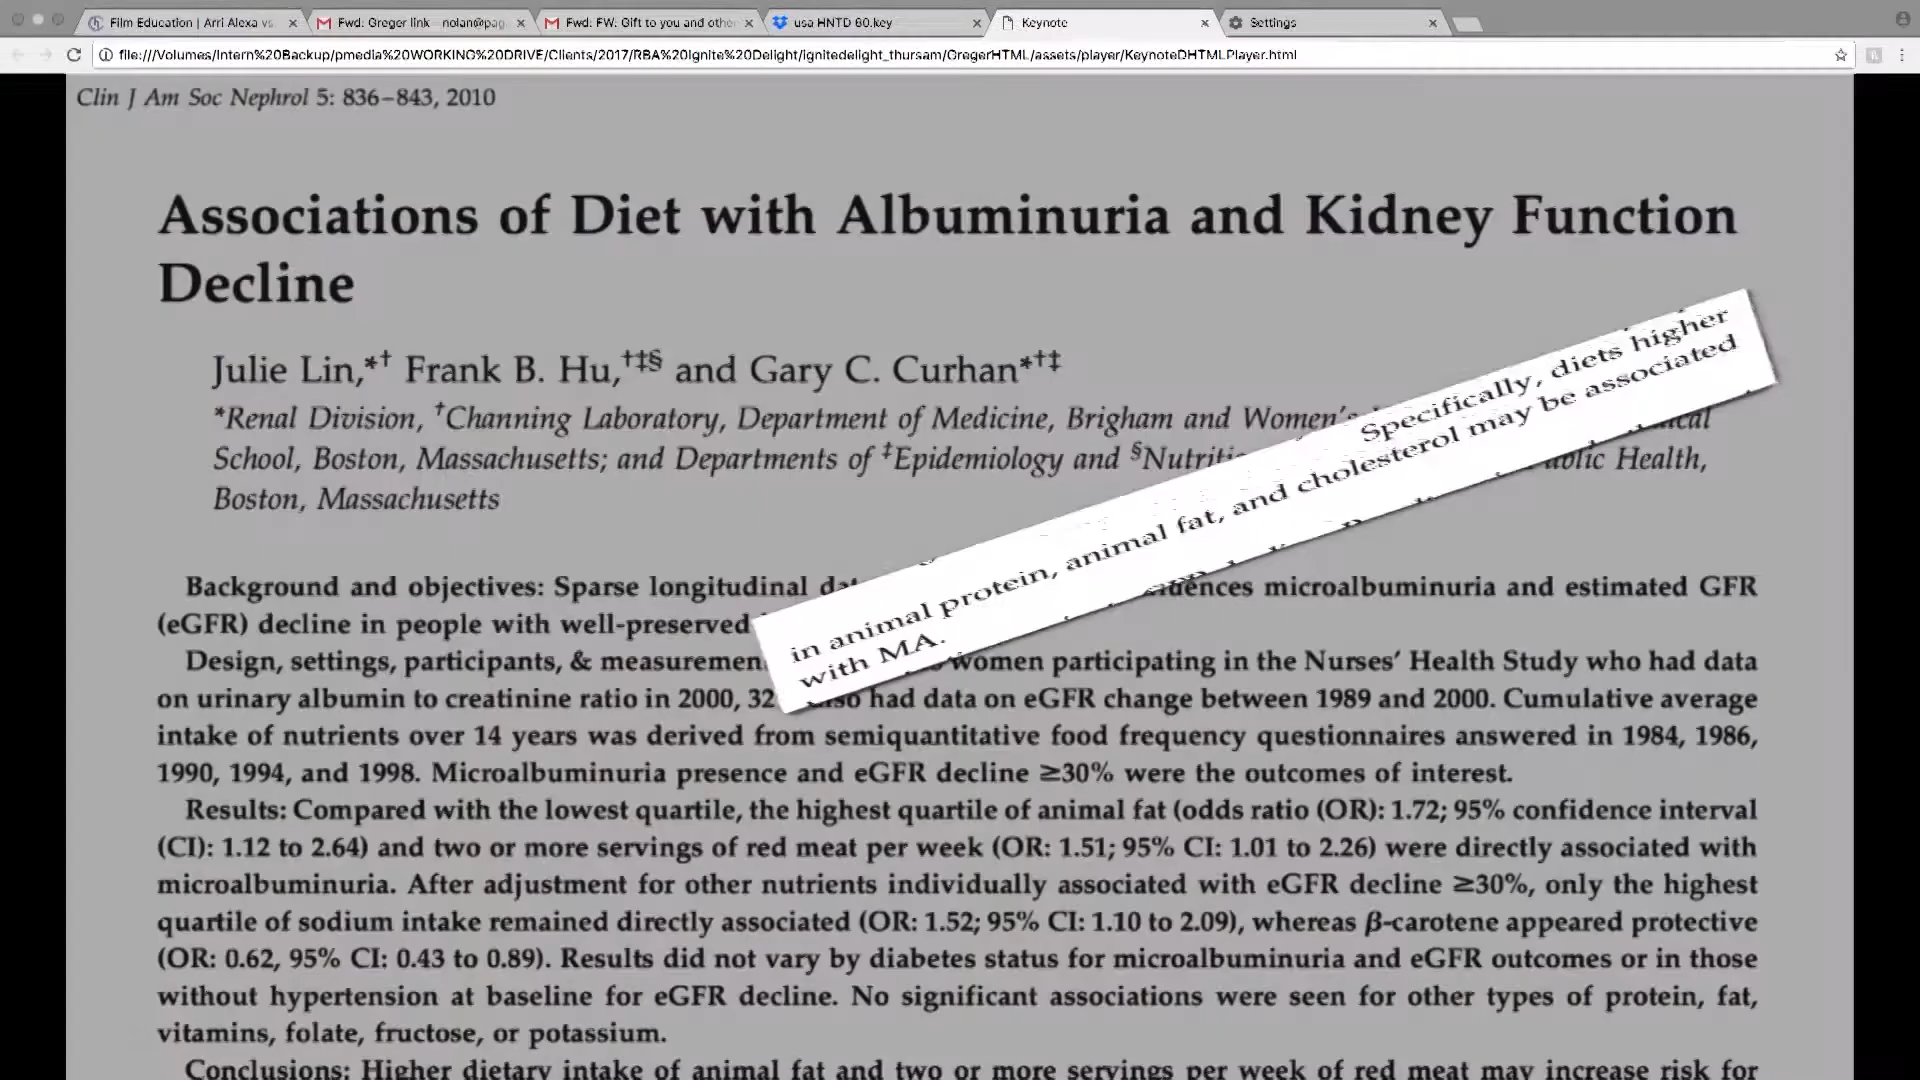 Film Education | Arri Alexa vs
Fwd: Greger link - nolan@pag
Fwd: FW: Gift to you and other
usa HNTD 60.key
Keynote
Settings
file:///Volumes/Intern%20Backup/pmedia%20WORKING%20DRIVE/Clients/2017/RBA%20Ignite%20Delight/ignitedelight_thursam/GregerHTML/assets/player/KeynoteDHTMLPlayer.html
Clin J Am Soc Nephrol 5: 836–843, 2010
Associations of Diet with Albuminuria and Kidney Function
Decline
Julie Lin,*† Frank B. Hu,†‡§ and Gary C. Curhan*†‡
*Renal Division, †Channing Laboratory, Department of Medicine, Brigham and Women's
School, Boston, Massachusetts; and Departments of ‡Epidemiology and §Nutriti Public Health,
Boston, Massachusetts
Specifically, diets higher
in animal protein, animal fat, and cholesterol may be associated
with MA.
Background and objectives: Sparse longitudinal microalbuminuria and estimated GFR
(eGFR) decline in people with well-preserved
Design, settings, participants, & measuremen women participating in the Nurses' Health Study who had data
on urinary albumin to creatinine ratio in 2000, 32 also had data on eGFR change between 1989 and 2000. Cumulative average
intake of nutrients over 14 years was derived from semiquantitative food frequency questionnaires answered in 1984, 1986,
1990, 1994, and 1998. Microalbuminuria presence and eGFR decline ≥30% were the outcomes of interest.
Results: Compared with the lowest quartile, the highest quartile of animal fat (odds ratio (OR): 1.72; 95% confidence interval
(CI): 1.12 to 2.64) and two or more servings of red meat per week (OR: 1.51; 95% CI: 1.01 to 2.26) were directly associated with
microalbuminuria. After adjustment for other nutrients individually associated with eGFR decline ≥30%, only the highest
quartile of sodium intake remained directly associated (OR: 1.52; 95% CI: 1.10 to 2.09), whereas β-carotene appeared protective
(OR: 0.62, 95% CI: 0.43 to 0.89). Results did not vary by diabetes status for microalbuminuria and eGFR outcomes or in those
without hypertension at baseline for eGFR decline. No significant associations were seen for other types of protein, fat,
vitamins, folate, fructose, or potassium.
Conclusions: Higher dietary intake of animal fat and two or more servings per week of red meat may increase risk for